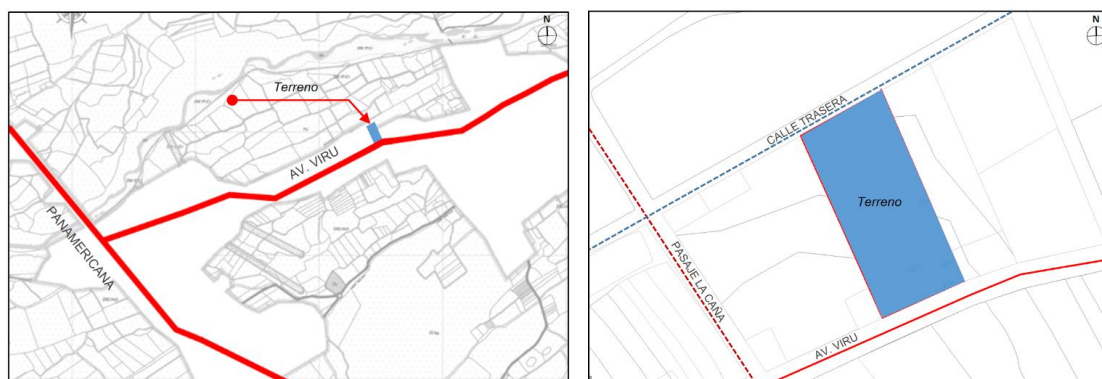 N
Terreno
AV. VIRU
PANAMERICANA
N
CALLE TRASERA
Terreno
PASAJE LA CAÑA
AV. VIRU